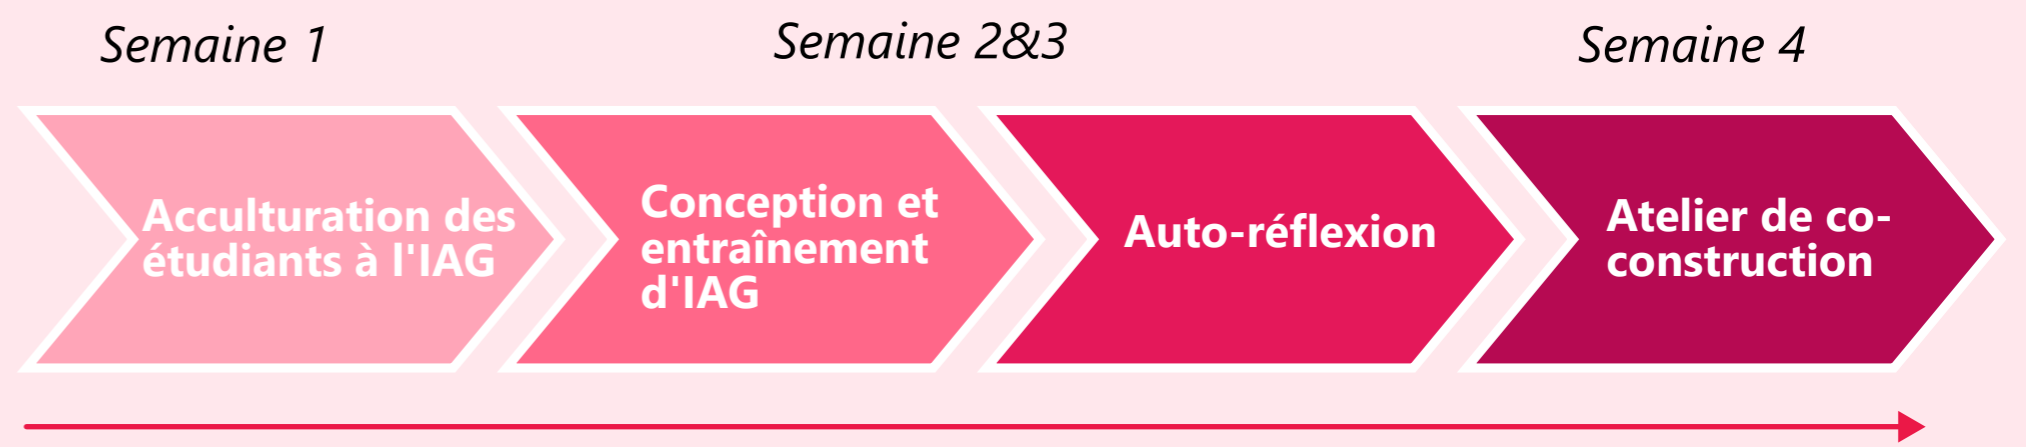 Semaine 1
Semaine 2&3
Semaine 4
Acculturation des
étudiants à l'IAG
Conception et
entraînement
d'IAG
Auto-réflexion
Atelier de co-
construction